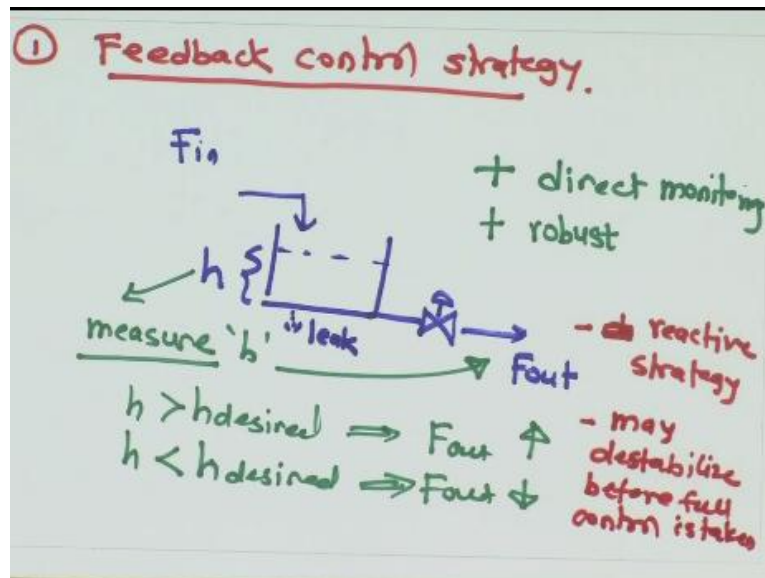 ① Feedback control strategy.
Fin
+ direct monitoring
+ robust
h
leak
measure 'h'
Fout
- reactive
strategy
h > hdesired ⇒ Fout ↑
h < hdesired ⇒ Fout ↓
- may
destabilize
before full
control is taken